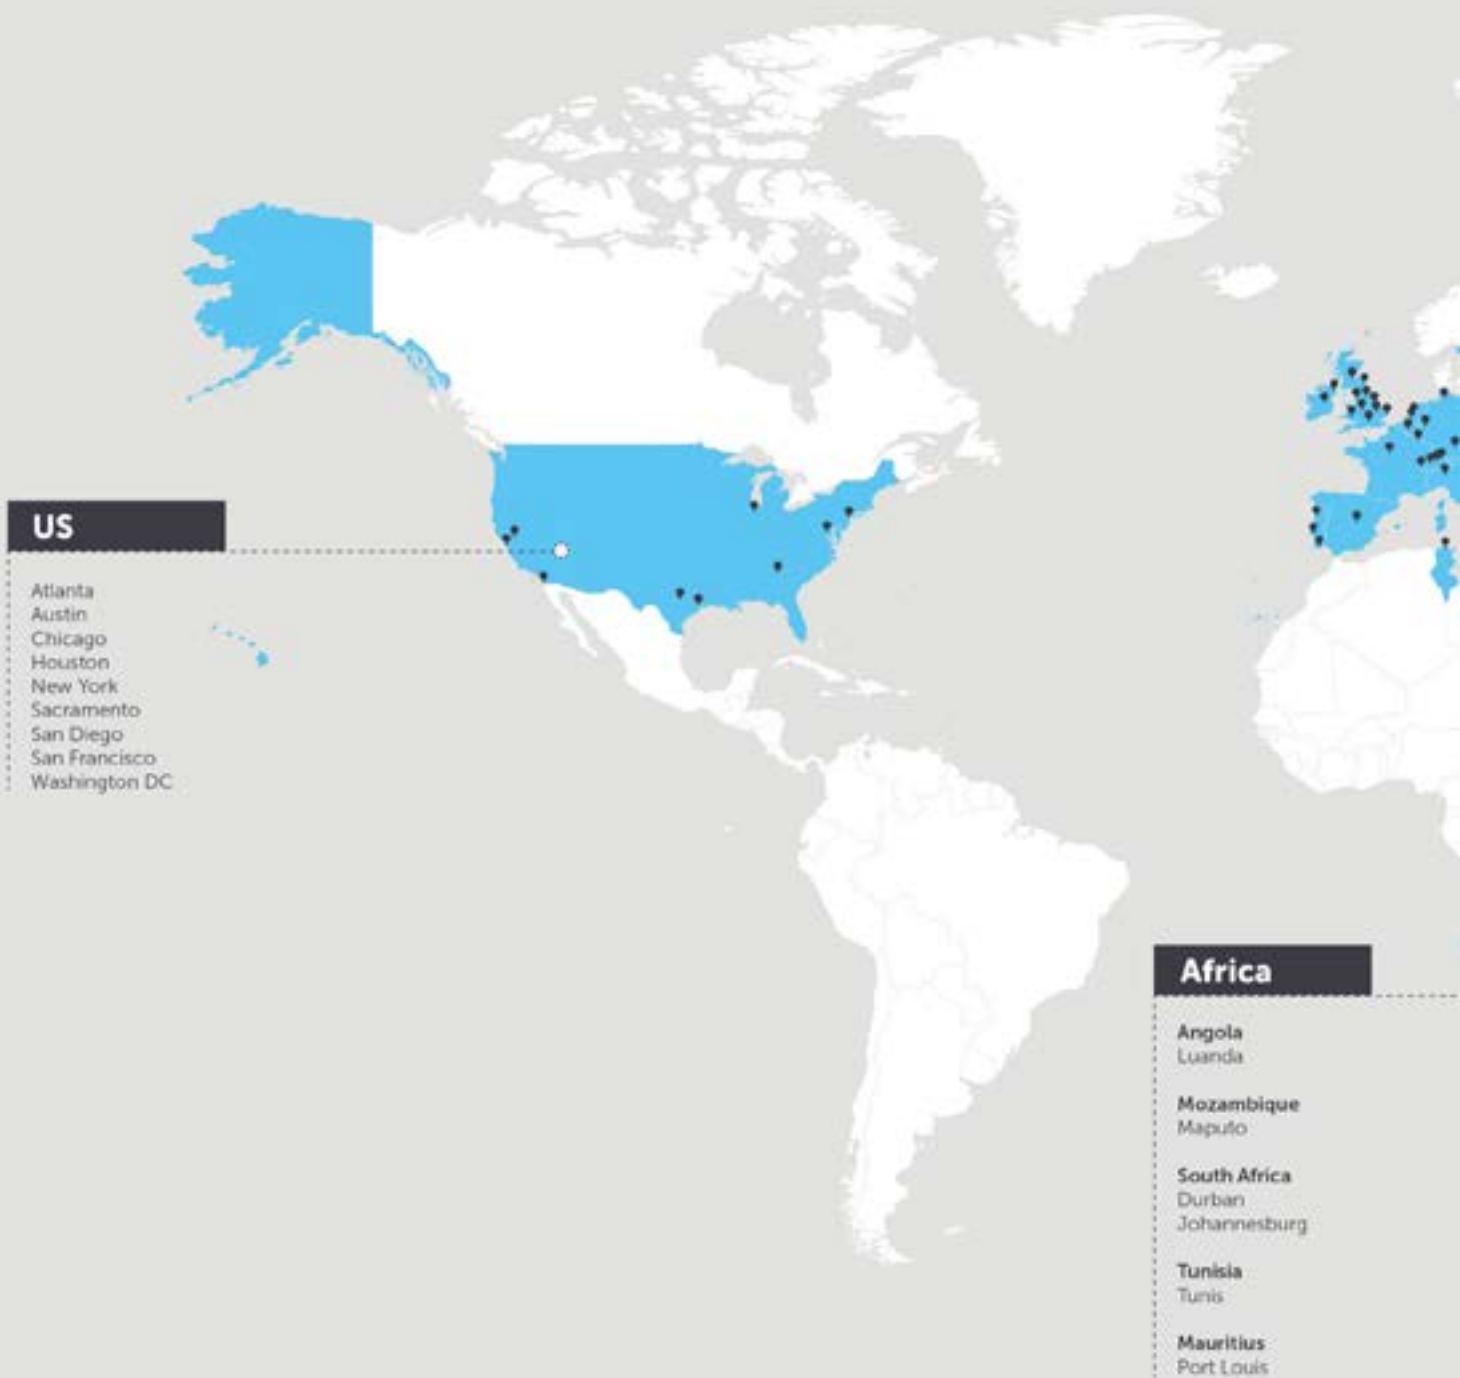 US
Atlanta
Austin
Chicago
Houston
New York
Sacramento
San Diego
San Francisco
Washington DC
Africa
Angola
Luanda
Mozambique
Maputo
South Africa
Durban
Johannesburg
Tunisia
Tunis
Mauritius
Port Louis